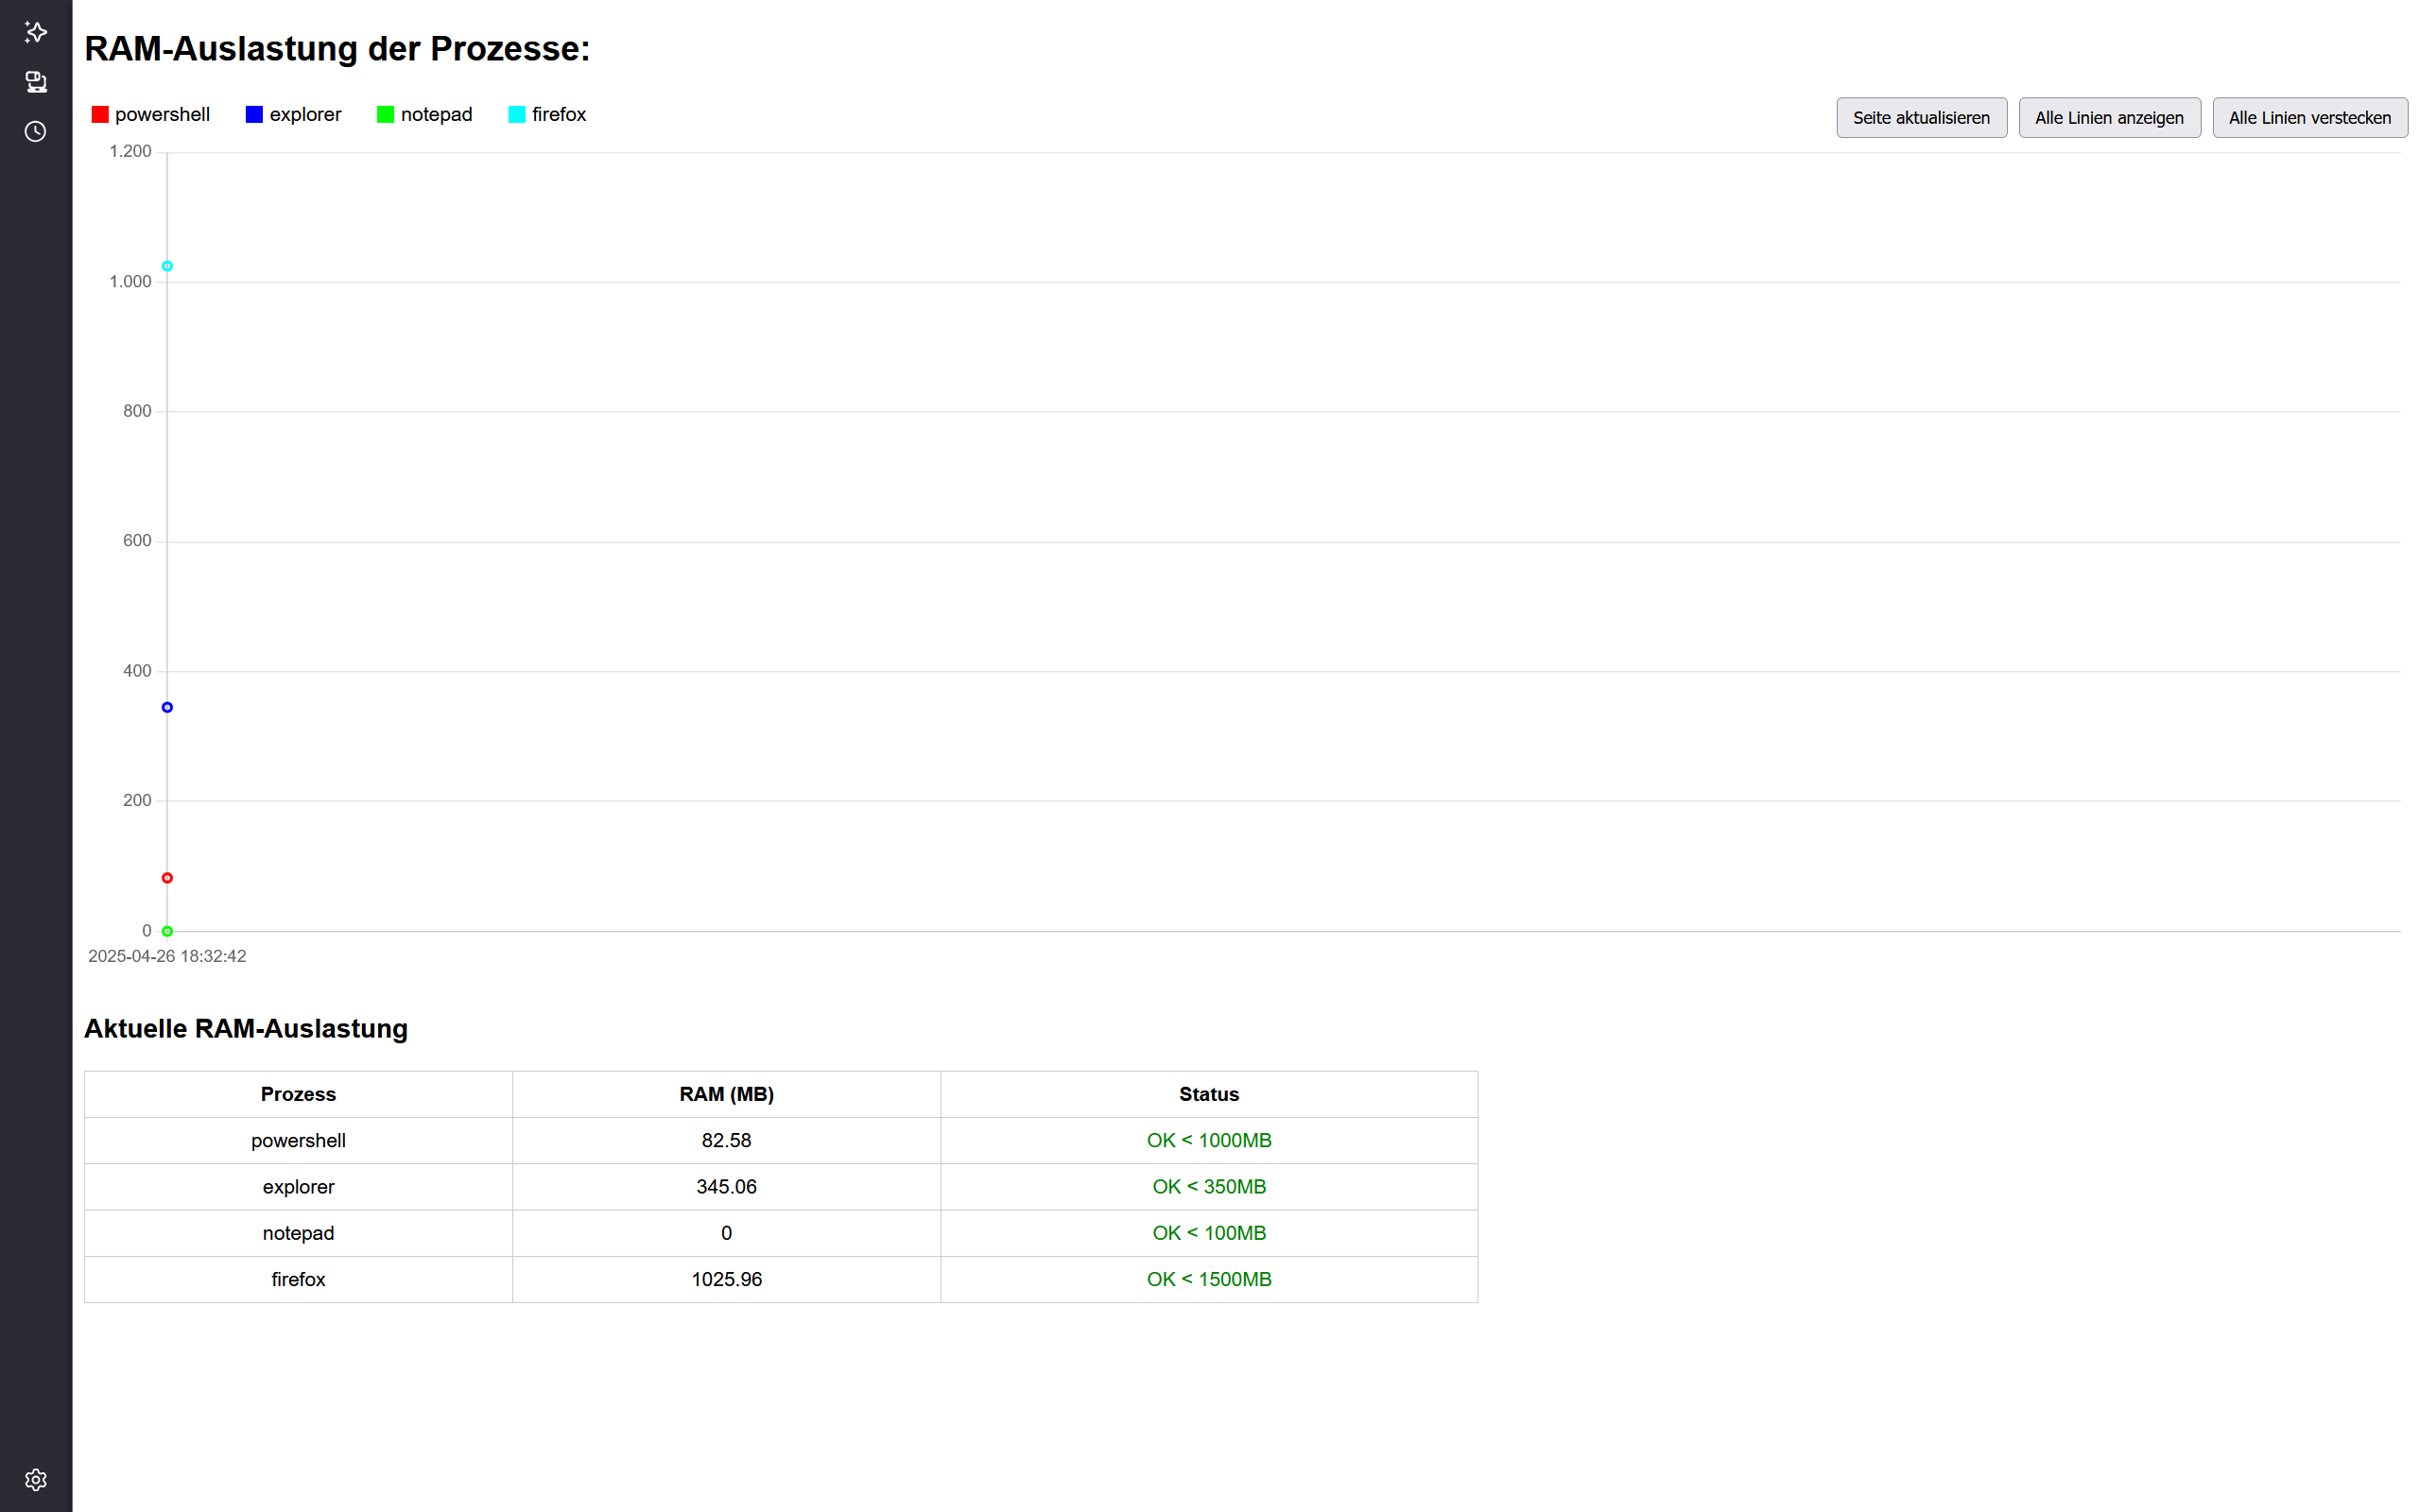 RAM-Auslastung der Prozesse:
powershell explorer notepad firefox
Seite aktualisieren Alle Linien anzeigen Alle Linien verstecken
1.200
1.000
800
600
400
200
0
2025-04-26 18:32:42
Aktuelle RAM-Auslastung
Prozess RAM (MB) Status
powershell 82.58 OK < 1000MB
explorer 345.06 OK < 350MB
notepad 0 OK < 100MB
firefox 1025.96 OK < 1500MB